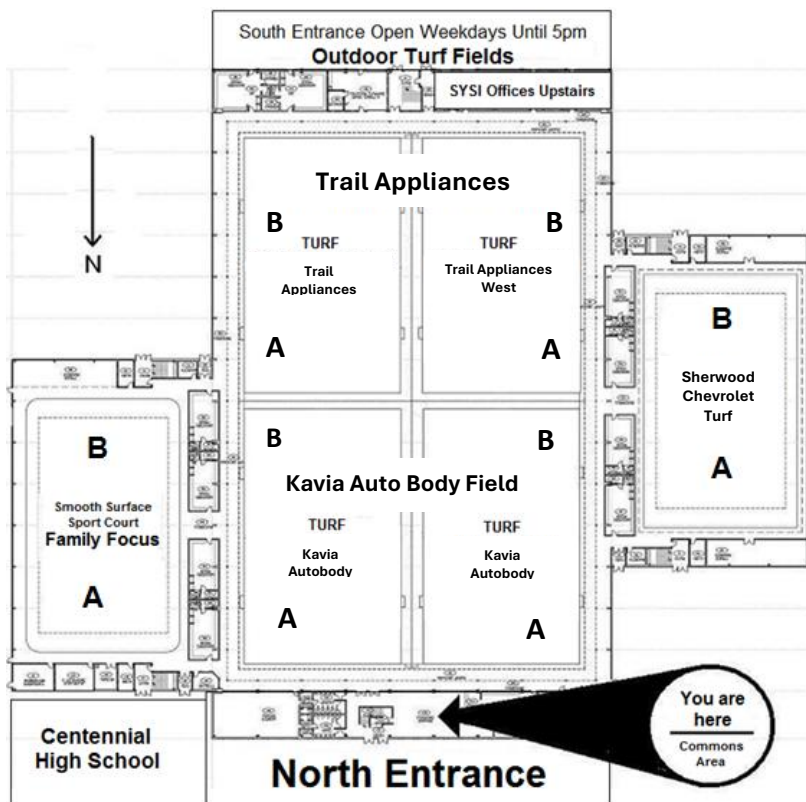 South Entrance Open Weekdays Until 5pm
Outdoor Turf Fields
SYSI Offices Upstairs
N
Trail Appliances
B
TURF
Trail
Appliances
A
B
TURF
Trail Appliances
West
A
B
Sherwood
Chevrolet
Turf
A
B
Smooth Surface
Sport Court
Family Focus
A
Kavia Auto Body Field
B
TURF
Kavia
Autobody
A
B
TURF
Kavia
Autobody
A
You are
here
Commons
Area
Centennial
High School
North Entrance